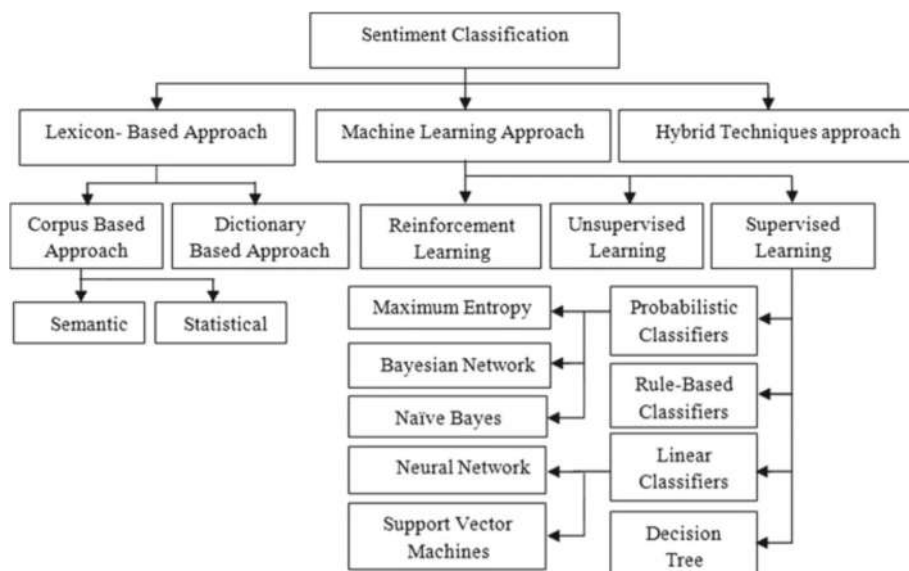 Sentiment Classification
Lexicon- Based Approach
Machine Learning Approach
Hybrid Techniques approach
Corpus Based
Approach
Dictionary
Based Approach
Reinforcement
Learning
Unsupervised
Learning
Supervised
Learning
Semantic
Statistical
Maximum Entropy
Bayesian Network
Naïve Bayes
Neural Network
Support Vector
Machines
Probabilistic
Classifiers
Rule-Based
Classifiers
Linear
Classifiers
Decision
Tree